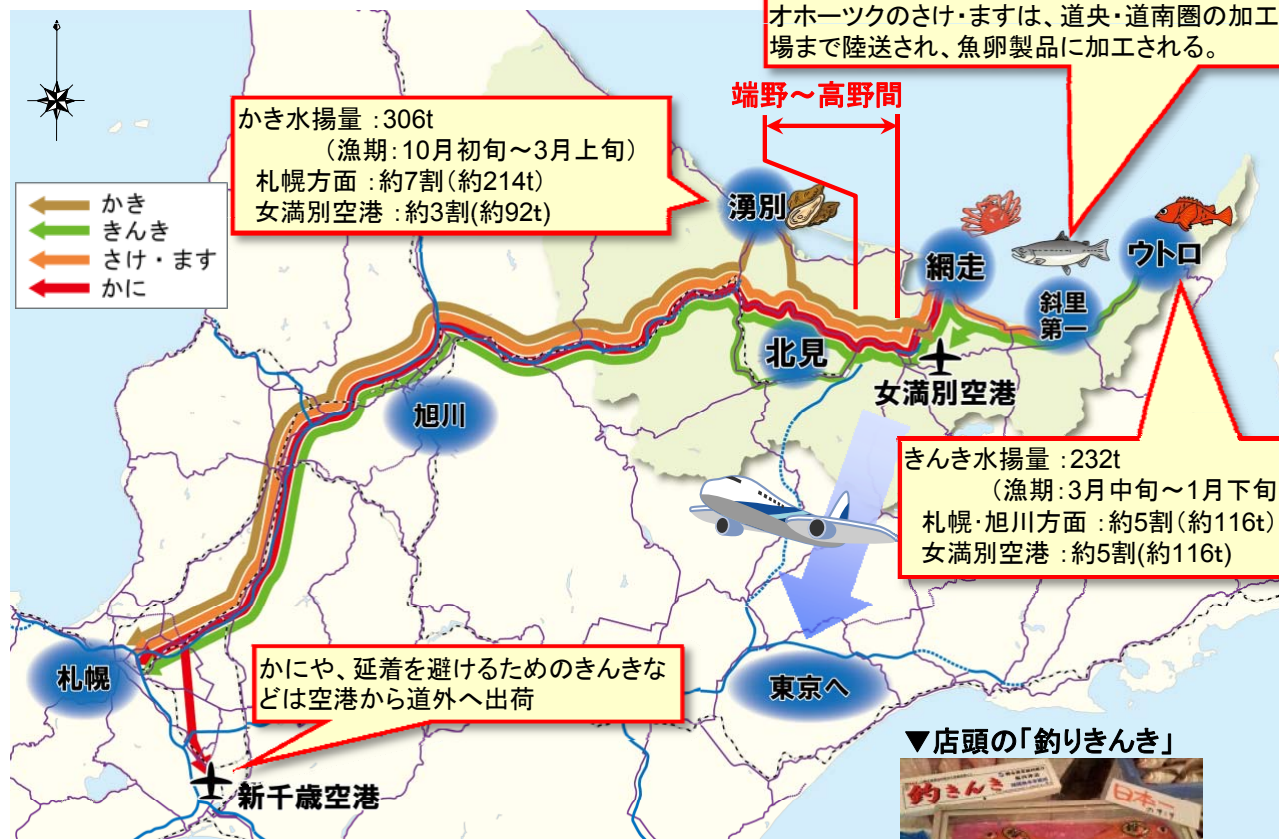 オホーツクのさけ・ますは、道央・道南圏の加工
場まで陸送され、魚卵製品に加工される。
端野~高野間
かき水揚量：306t
（漁期：10月初旬～3月上旬）
札幌方面：約7割（約214t）
女満別空港：約3割(約92t)
かき
きんき
さけ・ます
かに
湧別
網走
ウトロ
斜里
第一
北見
女満別空港
旭川
きんき水揚量：232t
（漁期：3月中旬～1月下旬
札幌・旭川方面：約5割（約116t）
女満別空港：約5割(約116t)
かにや、延着を避けるためのきんきな
どは空港から道外へ出荷
札幌
東京へ
新千歳空港
▼店頭の「釣りきんき」
釣きんき
日本一